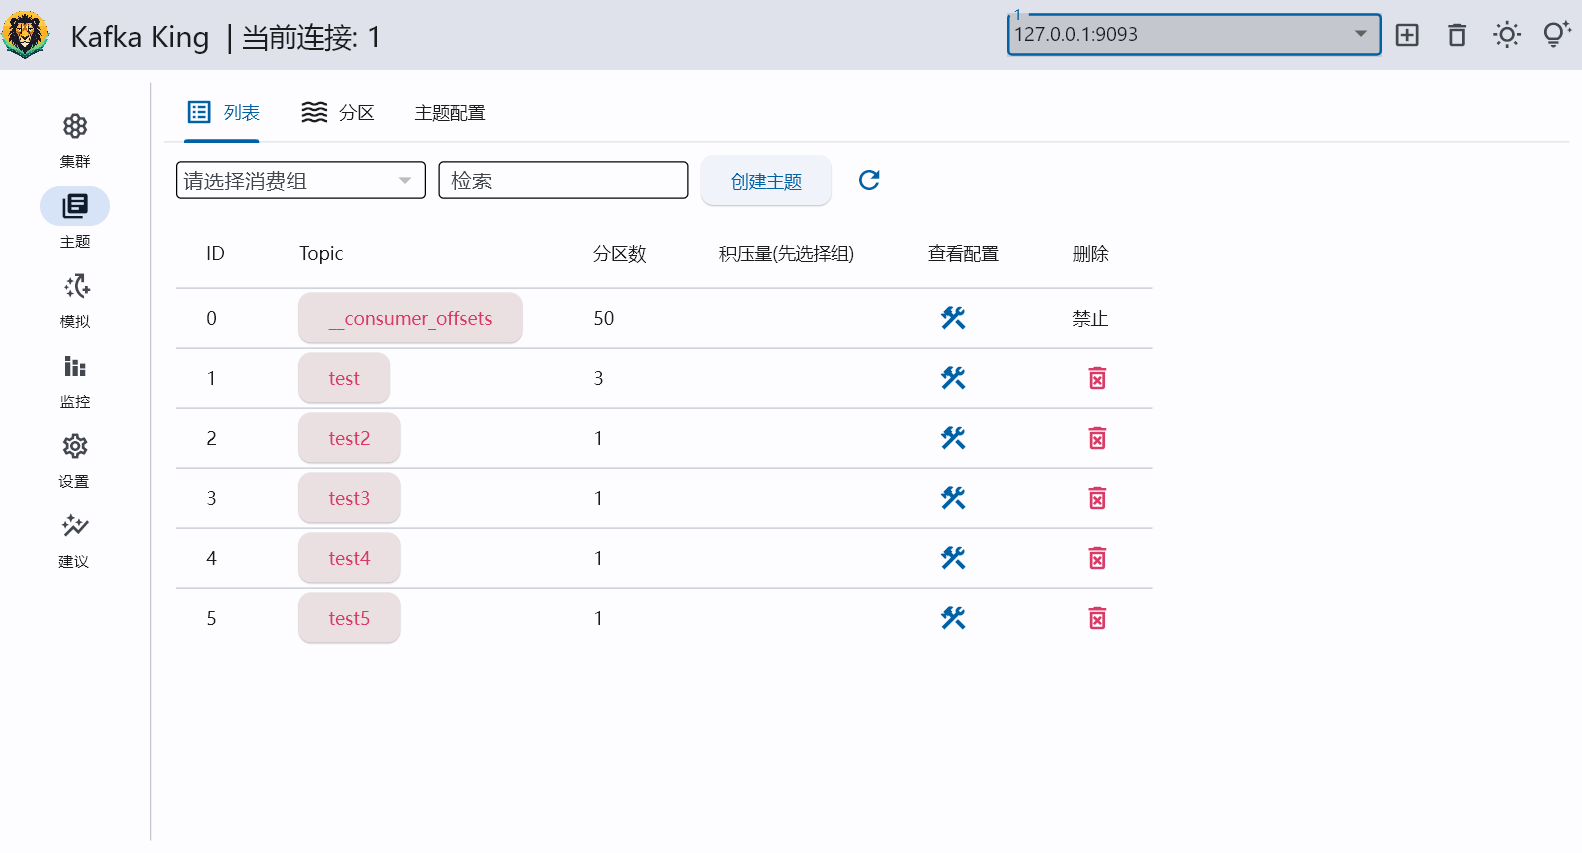 Kafka King | 当前连接: 1
1
127.0.0.1:9093
集群
主题
模拟
监控
设置
建议
列表 分区 主题配置
请选择消费组 检索 创建主题
ID Topic 分区数 积压量(先选择组) 查看配置 删除
0 __consumer_offsets 50 禁止
1 test 3
2 test2 1
3 test3 1
4 test4 1
5 test5 1